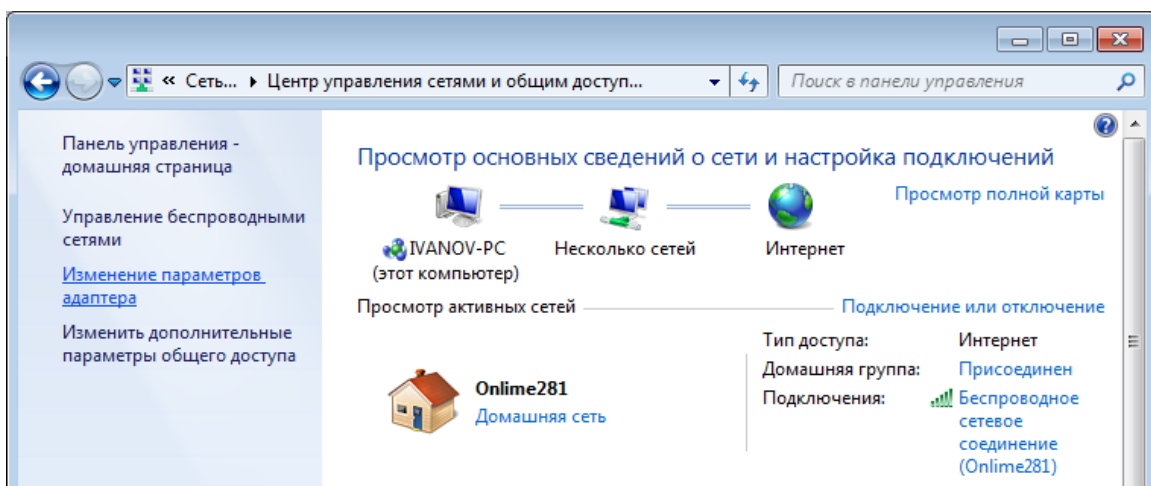 « Сеть... ▸ Центр управления сетями и общим доступ...
Поиск в панели управления
Панель управления -
домашняя страница
Управление беспроводными
сетями
Изменение параметров
адаптера
Изменить дополнительные
параметры общего доступа
Просмотр основных сведений о сети и настройка подключений
Просмотр полной карты
IVANOV-PC
(этот компьютер)
Несколько сетей
Интернет
Просмотр активных сетей
Подключение или отключение
Onlime281
Домашняя сеть
Тип доступа: Интернет
Домашняя группа: Присоединен
Подключения: Беспроводное
сетевое
соединение
(Onlime281)